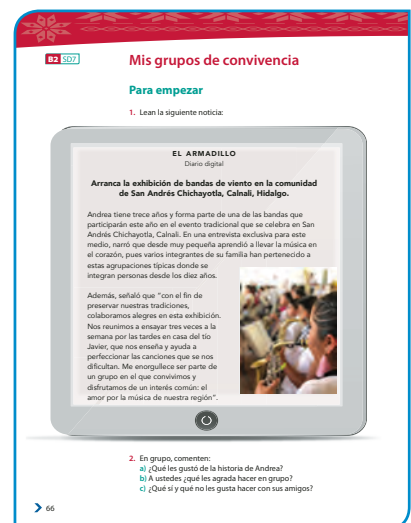 B2 SD7
Mis grupos de convivencia
Para empezar
1. Lean la siguiente noticia:
EL ARMADILLO
Diario digital
Arranca la exhibición de bandas de viento en la comunidad
de San Andrés Chichayotla, Calnali, Hidalgo.
Andrea tiene trece años y forma parte de una de las bandas que
participarán este año en el evento tradicional que se celebra en San
Andrés Chichayotla, Calnali. En una entrevista exclusiva para este
medio, narró que desde muy pequeña aprendió a llevar la música en
el corazón, pues varios integrantes de su familia han pertenecido a
estas agrupaciones típicas donde se
integran personas desde los diez años.
Además, señaló que “con el fin de
preservar nuestras tradiciones,
colaboramos alegres en esta exhibición.
Nos reunimos a ensayar tres veces a la
semana por las tardes en casa del tío
Javier, que nos enseña y ayuda a
perfeccionar las canciones que se nos
dificultan. Me enorgullece ser parte de
un grupo en el que convivimos y
disfrutamos de un interés común: el
amor por la música de nuestra región”.
2. En grupo, comenten:
a) ¿Qué les gustó de la historia de Andrea?
b) A ustedes ¿qué les agrada hacer en grupo?
c) ¿Qué sí y qué no les gusta hacer con sus amigos?
66